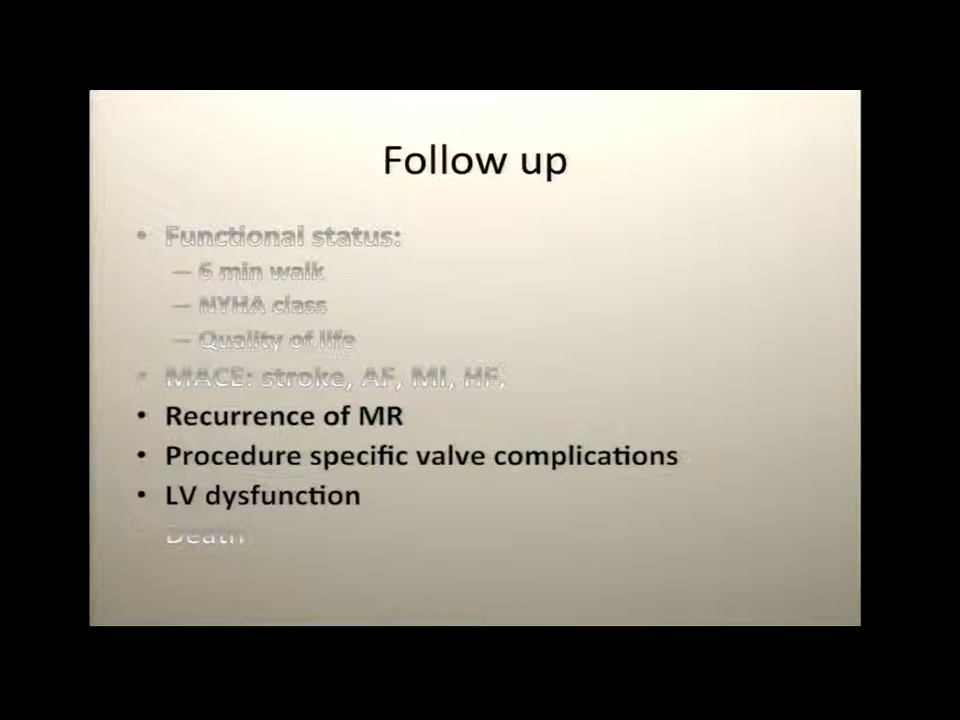 Follow up
• Functional status:
– 6 min walk
– NYHA class
– Quality of life
• MACE: stroke, AF, MI, HF,
• Recurrence of MR
• Procedure specific valve complications
• LV dysfunction
• Death